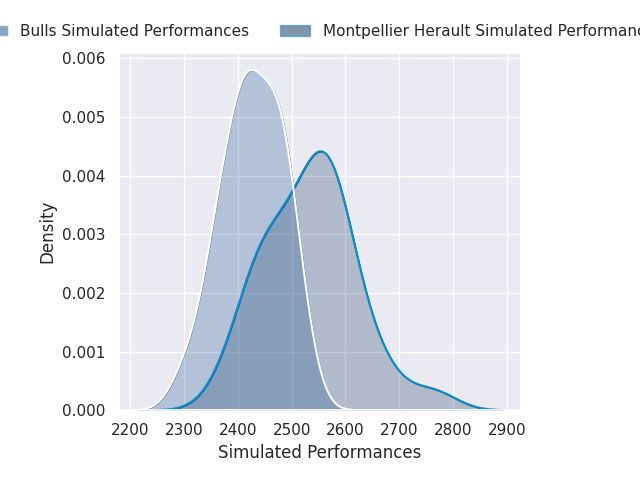 Bulls Simulated Performances
Montpellier Herault Simulated
0.006
0.005
0.004
0.003
0.002
0.001
0.000
Density
2200 2300 2400 2500 2600 2700 2800 2900
Simulated Performances